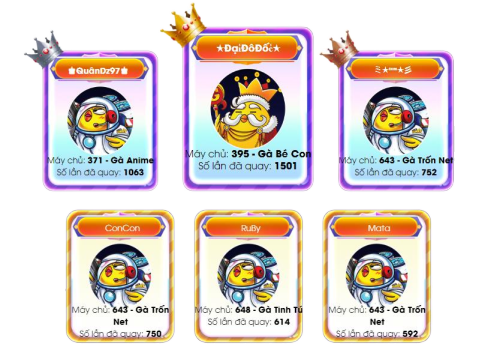 ♚QuânDz97♚
★ĐạiĐôĐốc★
ミ★
★彡
Máy chủ: 371 - Gà Anime
Số lần đã quay: 1063
Máy chủ: 395 - Gà Bé Con
Số lần đã quay: 1501
Máy chủ: 643 - Gà Trốn Net
Số lần đã quay: 752
ConCon
RuBy
Mata
Máy chủ: 643 - Gà Trốn
Net
Số lần đã quay: 750
Máy chủ: 648 - Gà Tinh Tú
Số lần đã quay: 614
Máy chủ: 643 - Gà Trốn
Net
Số lần đã quay: 592